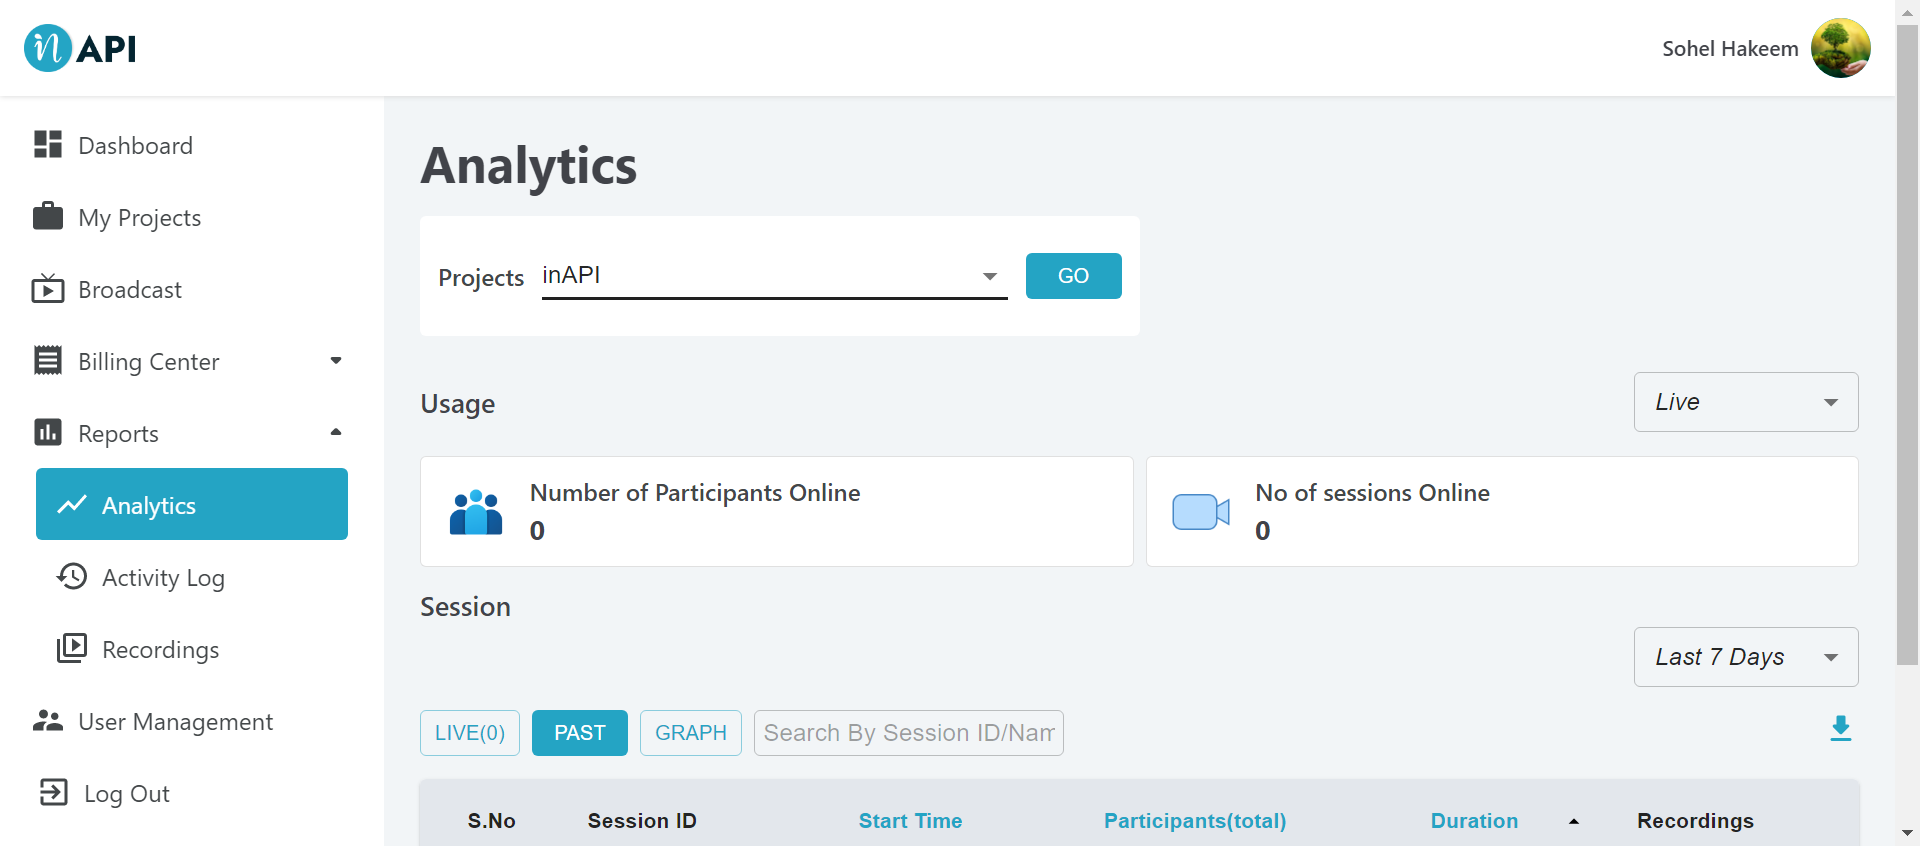 in API
Sohel Hakeem
Dashboard
My Projects
Broadcast
Billing Center
Reports
Analytics
Activity Log
Recordings
User Management
Log Out
Analytics
Projects inAPI GO
Usage
Live
Number of Participants Online
0
No of sessions Online
0
Session
Last 7 Days
LIVE(0) PAST GRAPH Search By Session ID/Nam
S.No Session ID Start Time Participants(total) Duration Recordings